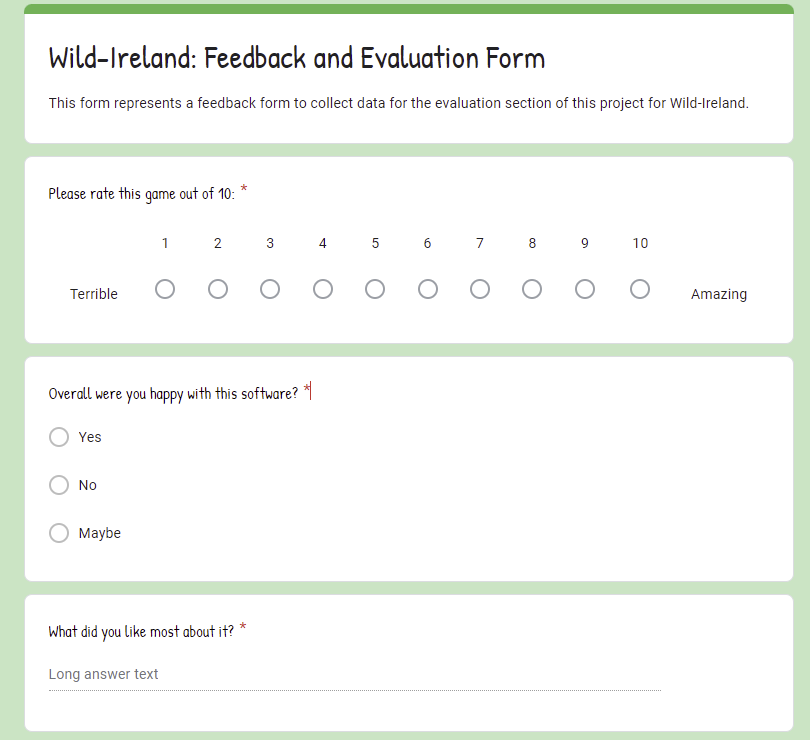 Wild-Ireland: Feedback and Evaluation Form
This form represents a feedback form to collect data for the evaluation section of this project for Wild-Ireland.
Please rate this game out of 10: *
1 2 3 4 5 6 7 8 9 10
Terrible Amazing
Overall were you happy with this software? *
Yes
No
Maybe
What did you like most about it? *
Long answer text